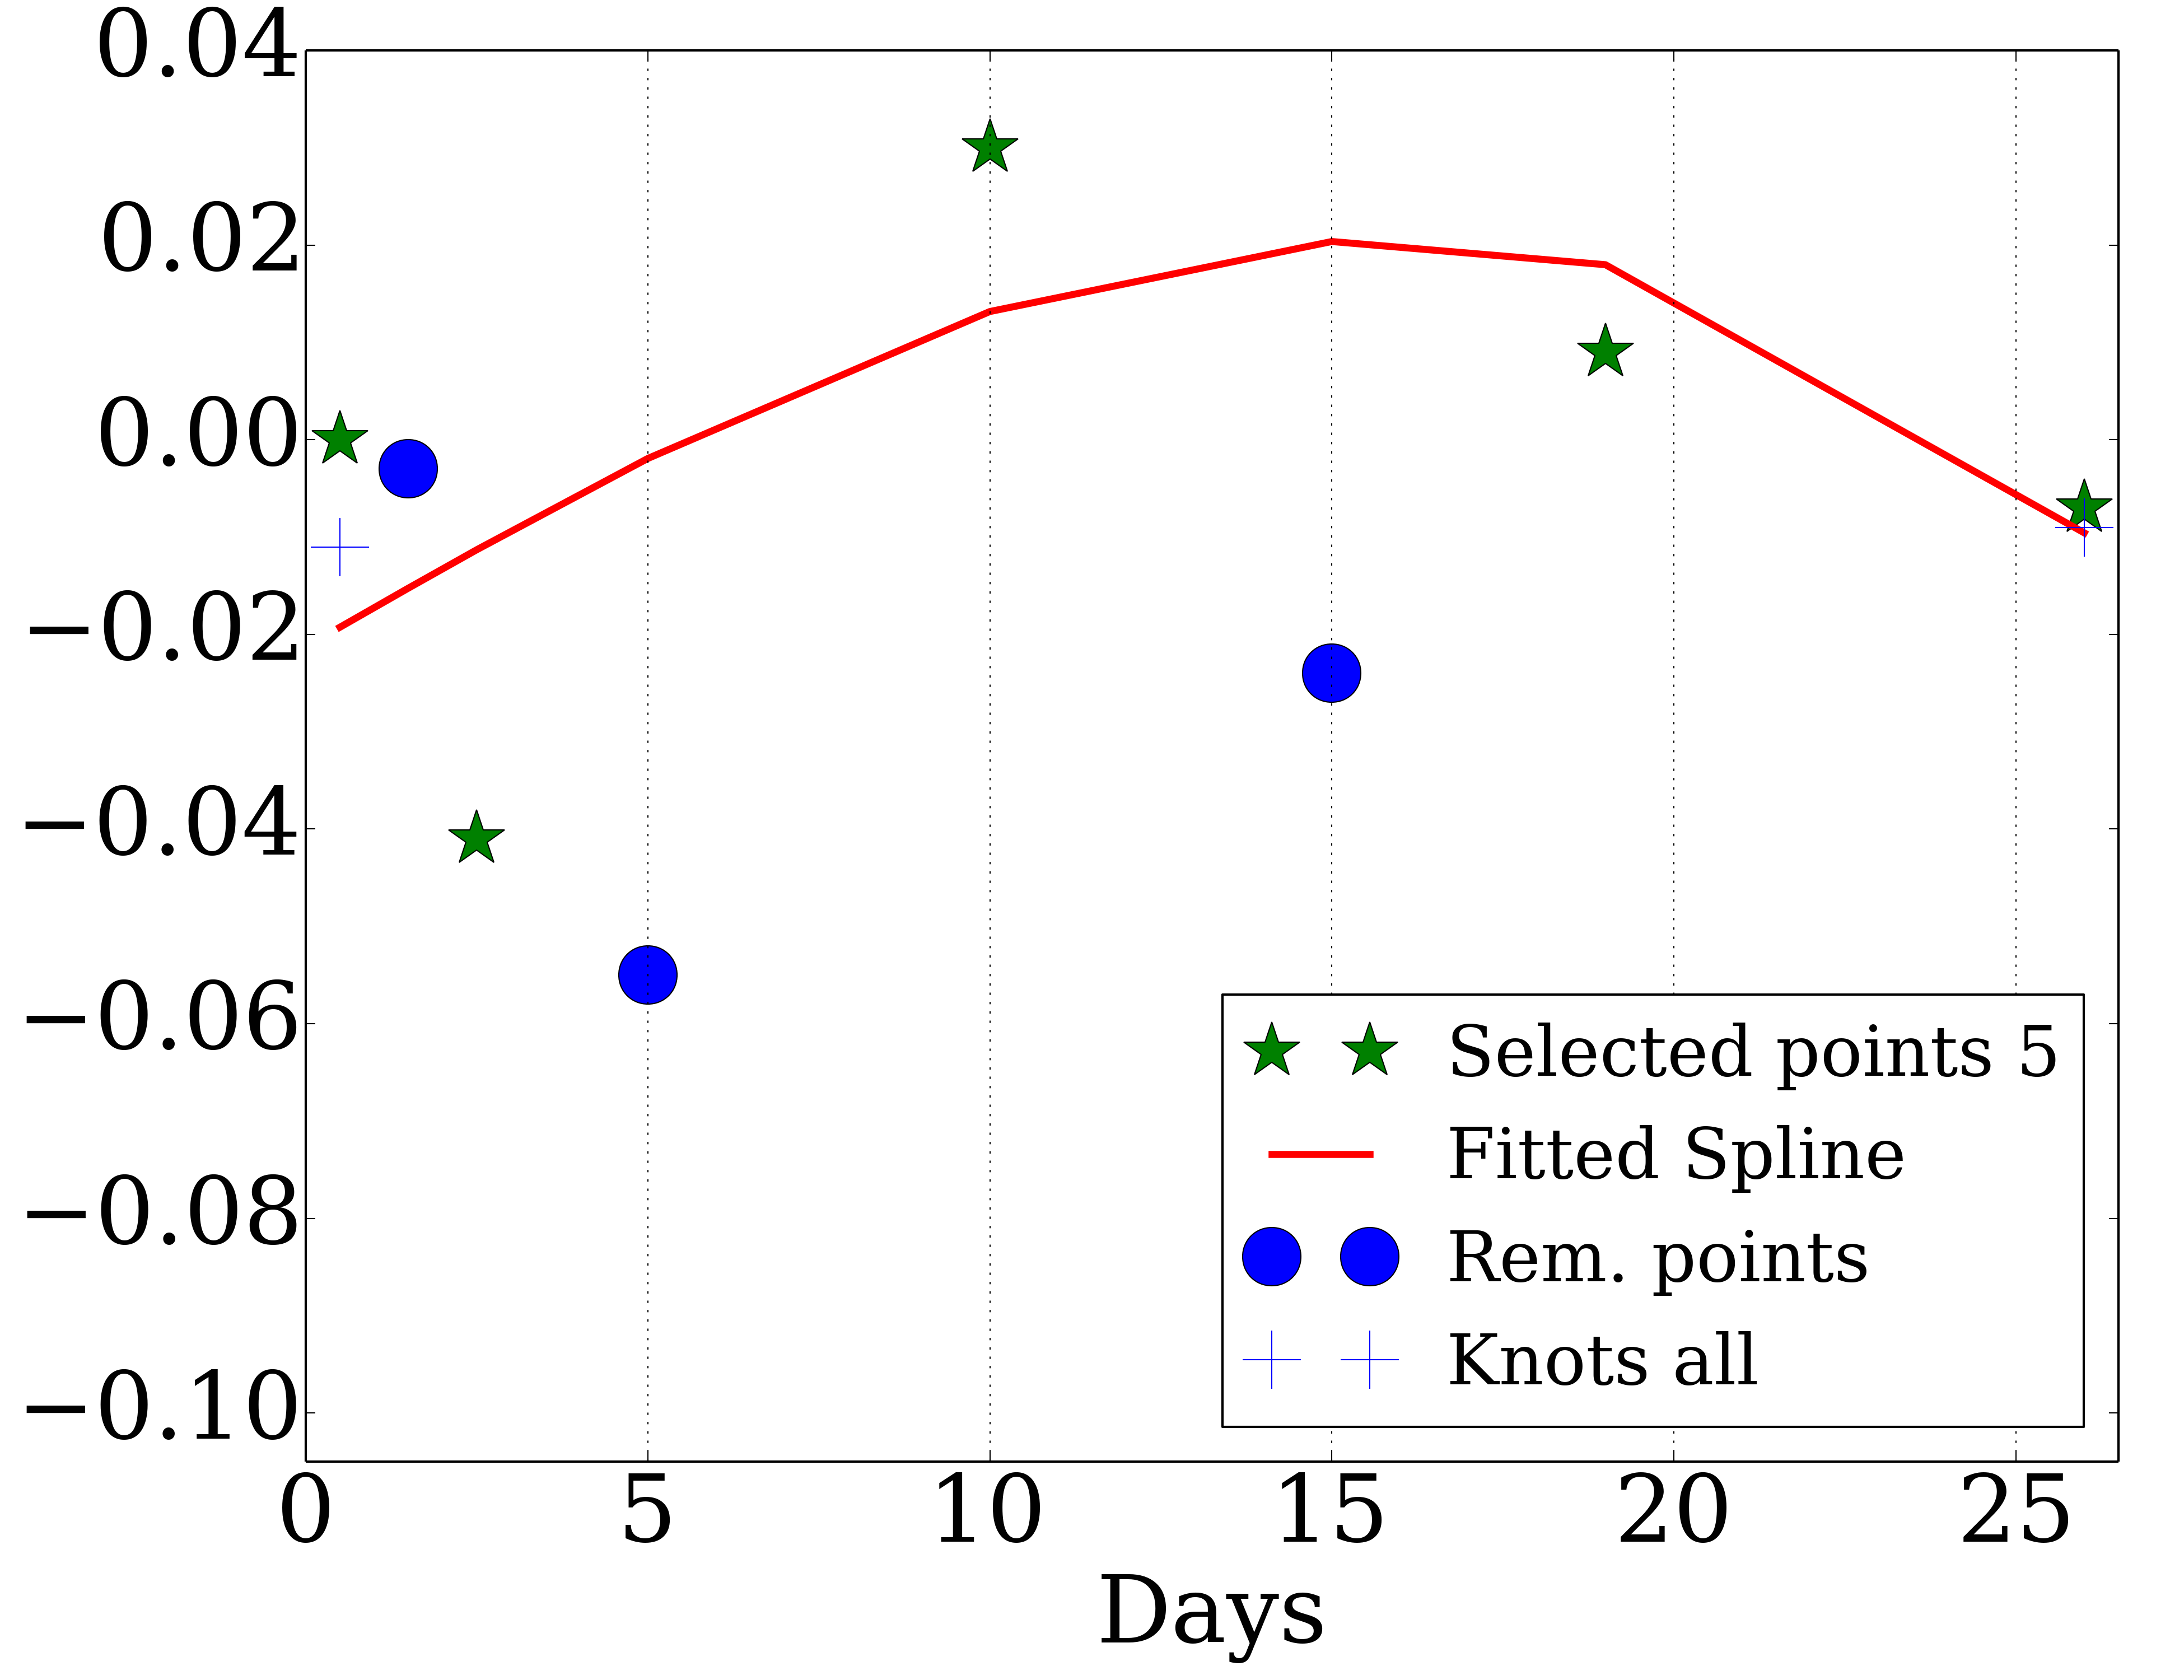 0.04
0.02
0.00
−0.02
−0.04
−0.06
−0.08
−0.10
0 5 10 15 20 25
Days
Selected points 5
Fitted Spline
Rem. points
Knots all